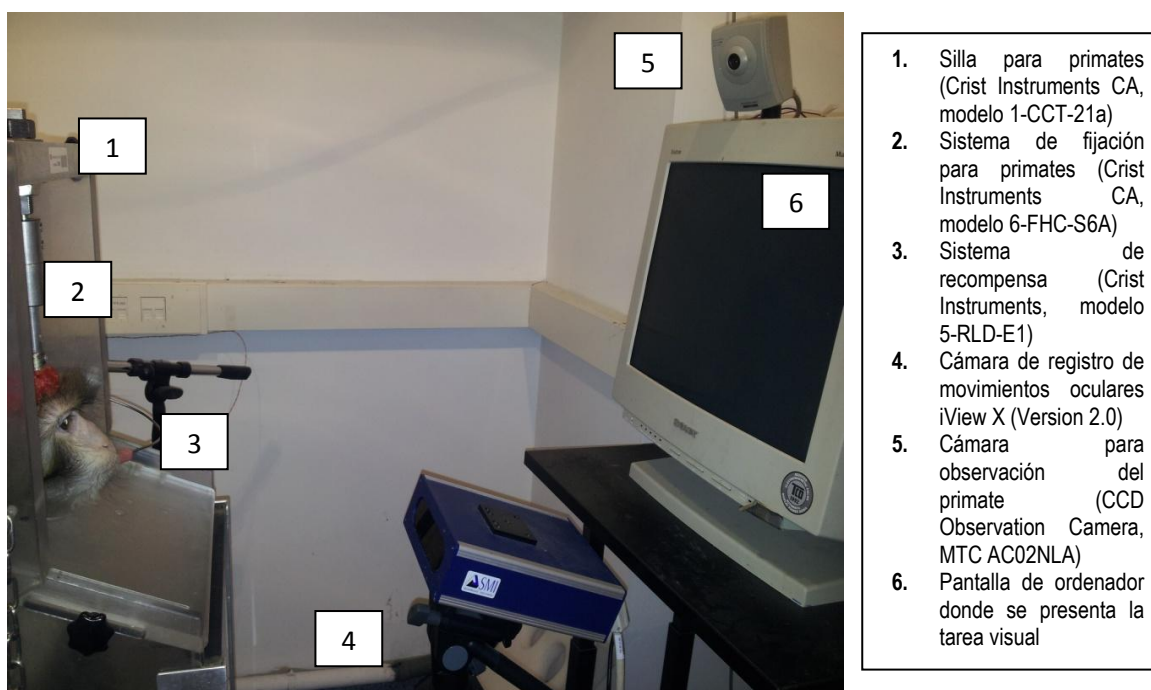 5
1
6
2
3
4
SMI
1. Silla para primates
(Crist Instruments CA,
modelo 1-CCT-21a)
2. Sistema de fijación
para primates (Crist
Instruments CA,
modelo 6-FHC-S6A)
3. Sistema de
recompensa (Crist
Instruments, modelo
5-RLD-E1)
4. Cámara de registro de
movimientos oculares
iView X (Version 2.0)
5. Cámara para
observación del
primate (CCD
Observation Camera,
MTC AC02NLA)
6. Pantalla de ordenador
donde se presenta la
tarea visual